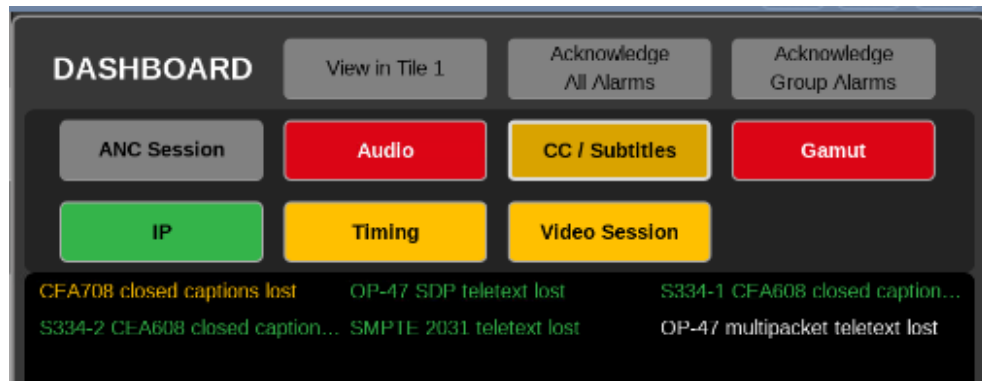 DASHBOARD
View in Tile 1
Acknowledge
All Alarms
Acknowledge
Group Alarms
ANC Session
Audio
CC / Subtitles
Gamut
IP
Timing
Video Session
CEA708 closed captions lost
OP-47 SDP teletext lost
S334-1 CEA608 closed caption...
S334-2 CEA608 closed caption...
SMPTE 2031 teletext lost
OP-47 multipacket teletext lost